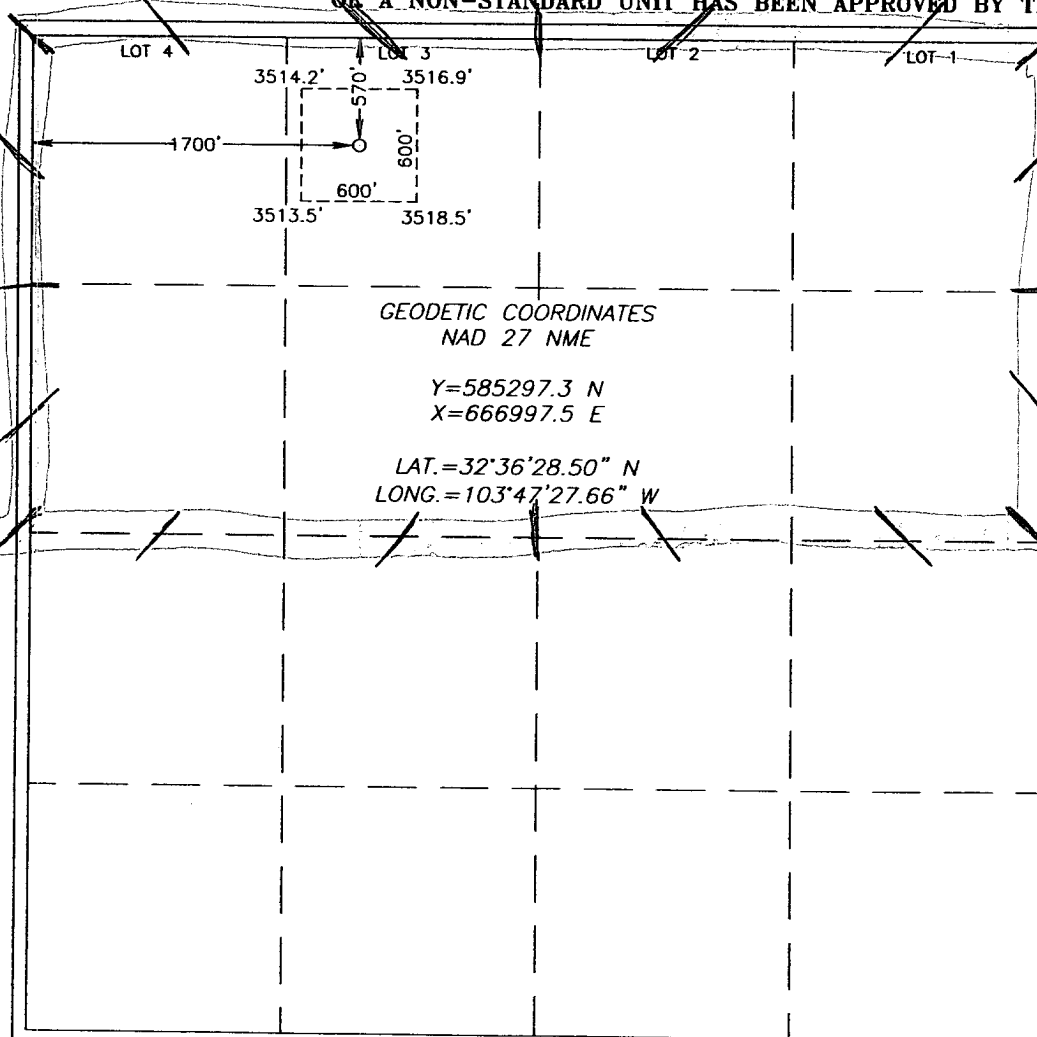 OR A NON-STANDARD UNIT HAS BEEN APPROVED BY
LOT 4
LOT 3
LOT 2
LOT 1
3514.2'
3516.9'
570'
1700'
600'
600'
3513.5'
3518.5'
GEODETIC COORDINATES
NAD 27 NME
Y=585297.3 N
X=666997.5 E
LAT.=32°36'28.50" N
LONG.=103°47'27.66" W